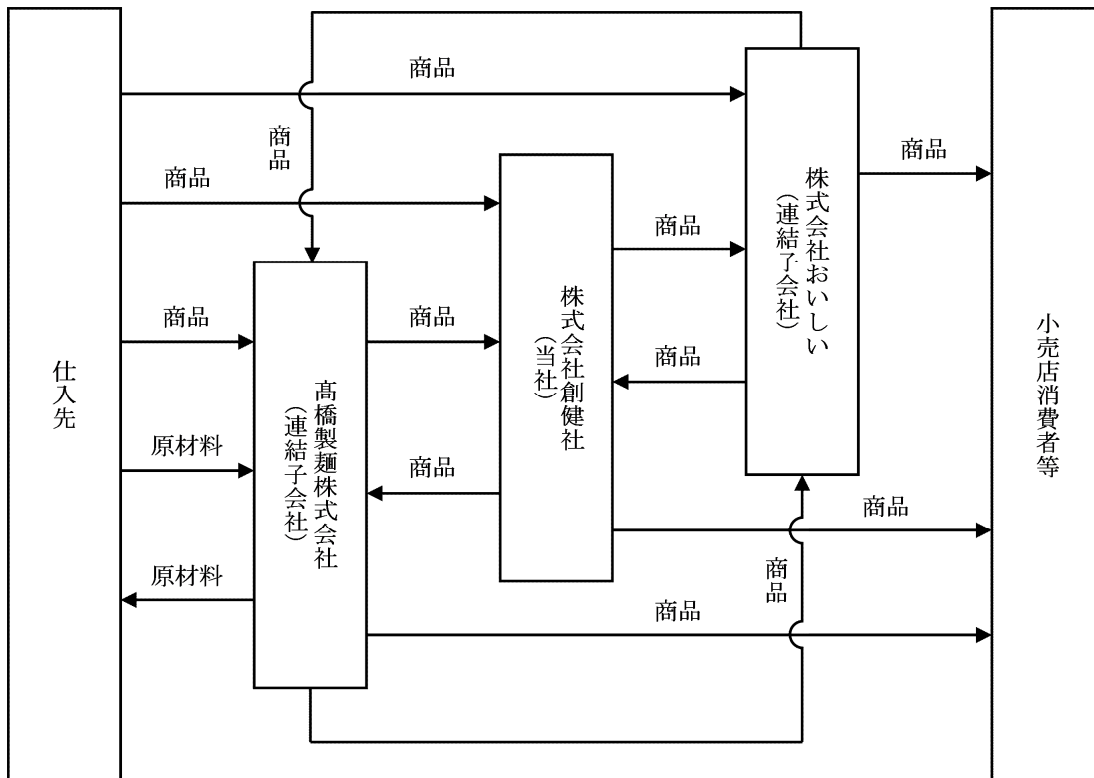 仕入先
商品
商品
商品
商品
原材料
原材料
髙橋製麺株式会社
(連結子会社)
商品
商品
株式会社創健社
(当社)
商品
商品
株式会社おいしい
(連結子会社)
商品
商品
商品
商品
小売店消費者等